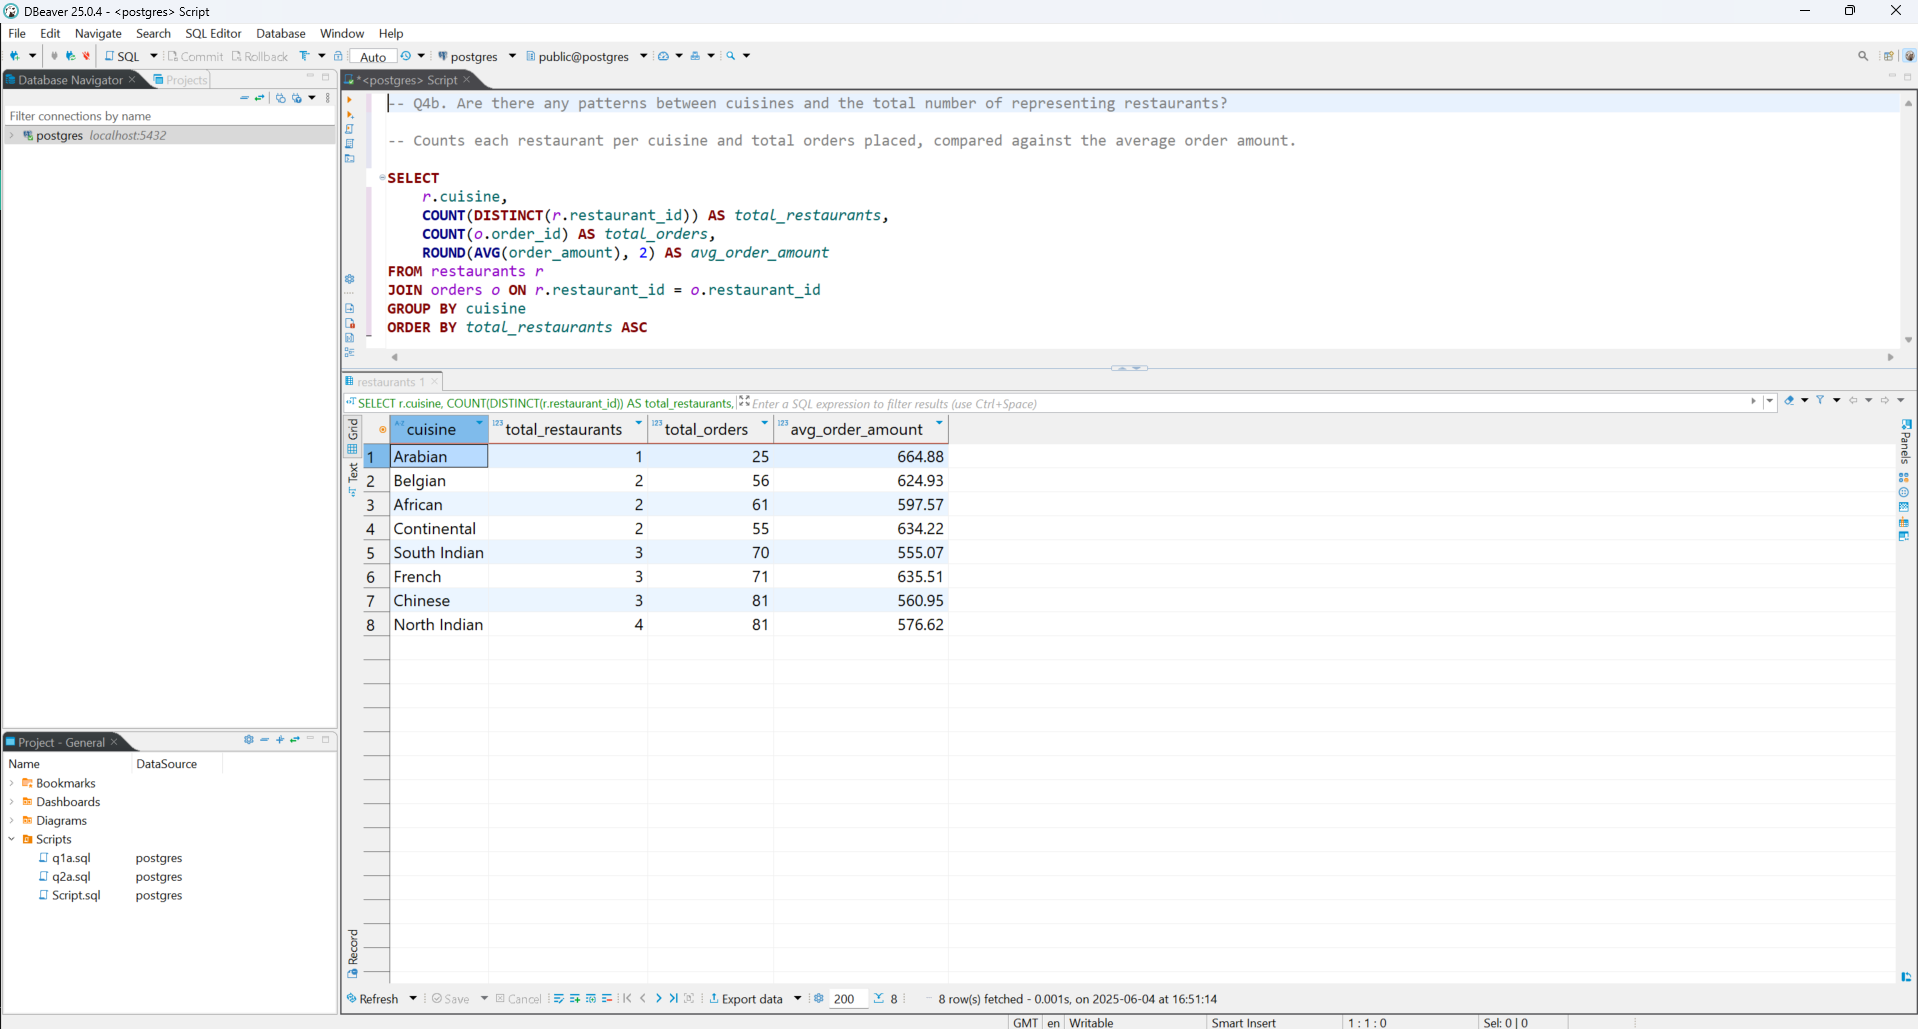 DBeaver 25.0.4 - <postgres> Script
File Edit Navigate Search SQL Editor Database Window Help
SQL Commit Rollback Auto postgres public@postgres
Database Navigator Projects
*<postgres> Script
Filter connections by name
postgres localhost:5432
-- Q4b. Are there any patterns between cuisines and the total number of representing restaurants?
-- Counts each restaurant per cuisine and total orders placed, compared against the average order amount.
SELECT
r.cuisine,
COUNT(DISTINCT(r.restaurant_id)) AS total_restaurants,
COUNT(o.order_id) AS total_orders,
ROUND(AVG(order_amount), 2) AS avg_order_amount
FROM restaurants r
JOIN orders o ON r.restaurant_id = o.restaurant_id
GROUP BY cuisine
ORDER BY total_restaurants ASC
restaurants 1
SELECT r.cuisine, COUNT(DISTINCT(r.restaurant_id)) AS total_restaurants, Enter a SQL expression to filter results (use Ctrl+Space)
Grid
Text
Record
Panels
cuisine total_restaurants total_orders avg_order_amount
1 Arabian 1 25 664.88
2 Belgian 2 56 624.93
3 African 2 61 597.57
4 Continental 2 55 634.22
5 South Indian 3 70 555.07
6 French 3 71 635.51
7 Chinese 3 81 560.95
8 North Indian 4 81 576.62
Project - General
Name DataSource
Bookmarks
Dashboards
Diagrams
Scripts
q1a.sql postgres
q2a.sql postgres
Script.sql postgres
Refresh Save Cancel Export data 200 8 8 row(s) fetched - 0.001s, on 2025-06-04 at 16:51:14
GMT en Writable Smart Insert 1 : 1 : 0 Sel: 0 | 0